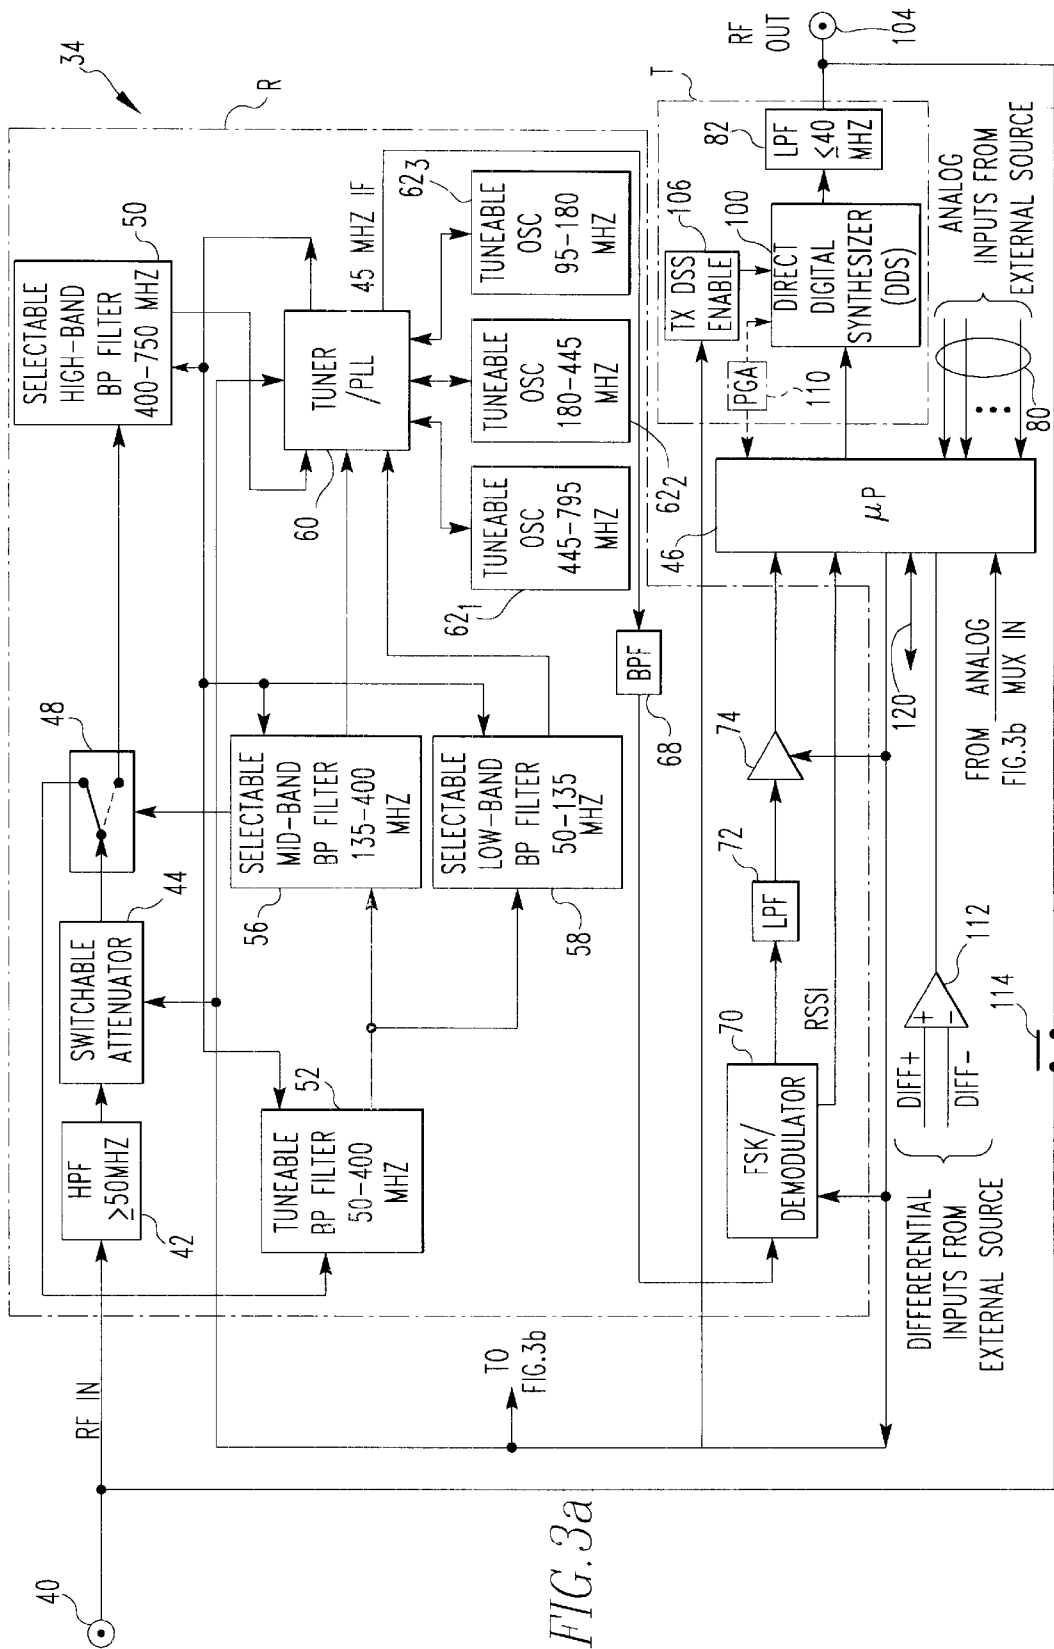 34
R
SELECTABLE
HIGH-BAND
BP FILTER
400-750 MHZ
50
48
SWITCHABLE
ATTENUATOR
44
HPF
≥50MHZ
42
RF IN
40
TUNEABLE
BP FILTER
50-400
MHZ
52
SELECTABLE
MID-BAND
BP FILTER
135-400
MHZ
56
SELECTABLE
LOW-BAND
BP FILTER
50-135
MHZ
58
TUNER
/PLL
60
45 MHZ IF
TUNEABLE
OSC
445-795
MHZ
62₁
TUNEABLE
OSC
180-445
MHZ
62₂
TUNEABLE
OSC
95-180
MHZ
62₃
BPF
68
TO
FIG.3b
FSK/
DEMODULATOR
70
LPF
72
74
RSSI
μP
46
TX DSS
ENABLE
106
PGA
110
DIRECT
DIGITAL
SYNTHESIZER
(DDS)
100
LPF
≤40
MHZ
82
T
RF
OUT
104
ANALOG
INPUTS FROM
EXTERNAL SOURCE
80
120
FROM
FIG.3b
ANALOG
MUX IN
DIFFERERENTIAL
INPUTS FROM
EXTERNAL SOURCE
DIFF+
DIFF-
+
-
112
114
FIG.3a